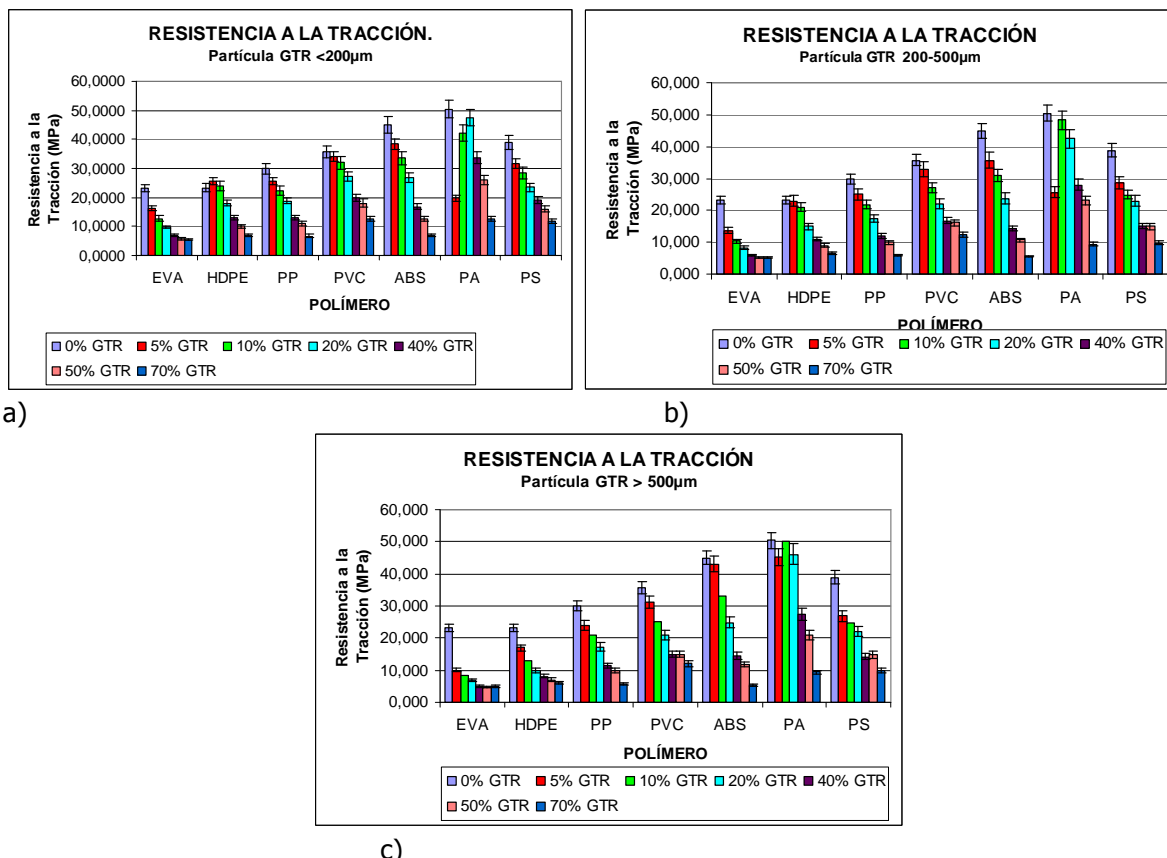 RESISTENCIA A LA TRACCIÓN.
Partícula GTR <200µm
Resistencia a la
Tracción (MPa)
60,0000
50,0000
40,0000
30,0000
20,0000
10,0000
0,0000
EVA HDPE PP PVC ABS PA PS
POLÍMERO
0% GTR 5% GTR 10% GTR 20% GTR 40% GTR
50% GTR 70% GTR
a)
RESISTENCIA A LA TRACCIÓN
Partícula GTR 200-500µm
Resistencia a la
Tracción (MPa)
60,000
50,000
40,000
30,000
20,000
10,000
0,000
EVA HDPE PP PVC ABS PA PS
POLÍMERO
0% GTR 5% GTR 10% GTR 20% GTR 40% GTR
50% GTR 70% GTR
b)
RESISTENCIA A LA TRACCIÓN
Partícula GTR > 500µm
Resistencia a la
Tracción (MPa)
60,000
50,000
40,000
30,000
20,000
10,000
0,000
EVA HDPE PP PVC ABS PA PS
POLÍMERO
0% GTR 5% GTR 10% GTR 20% GTR 40% GTR
50% GTR 70% GTR
c)